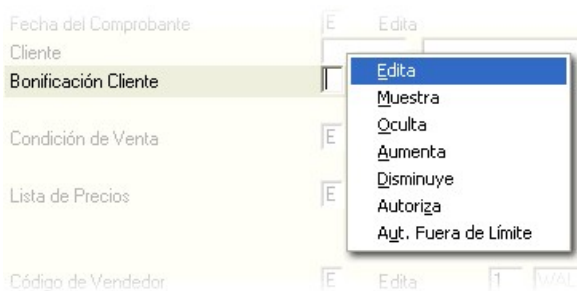 Fecha del Comprobante E Edita
Cliente
Bonificación Cliente
Edita
Muestra
Oculta
Aumenta
Disminuye
Autoriza
Aut. Fuera de Límite
Condición de Venta E
Lista de Precios E
Código de Vendedor E Edita 1 WAL